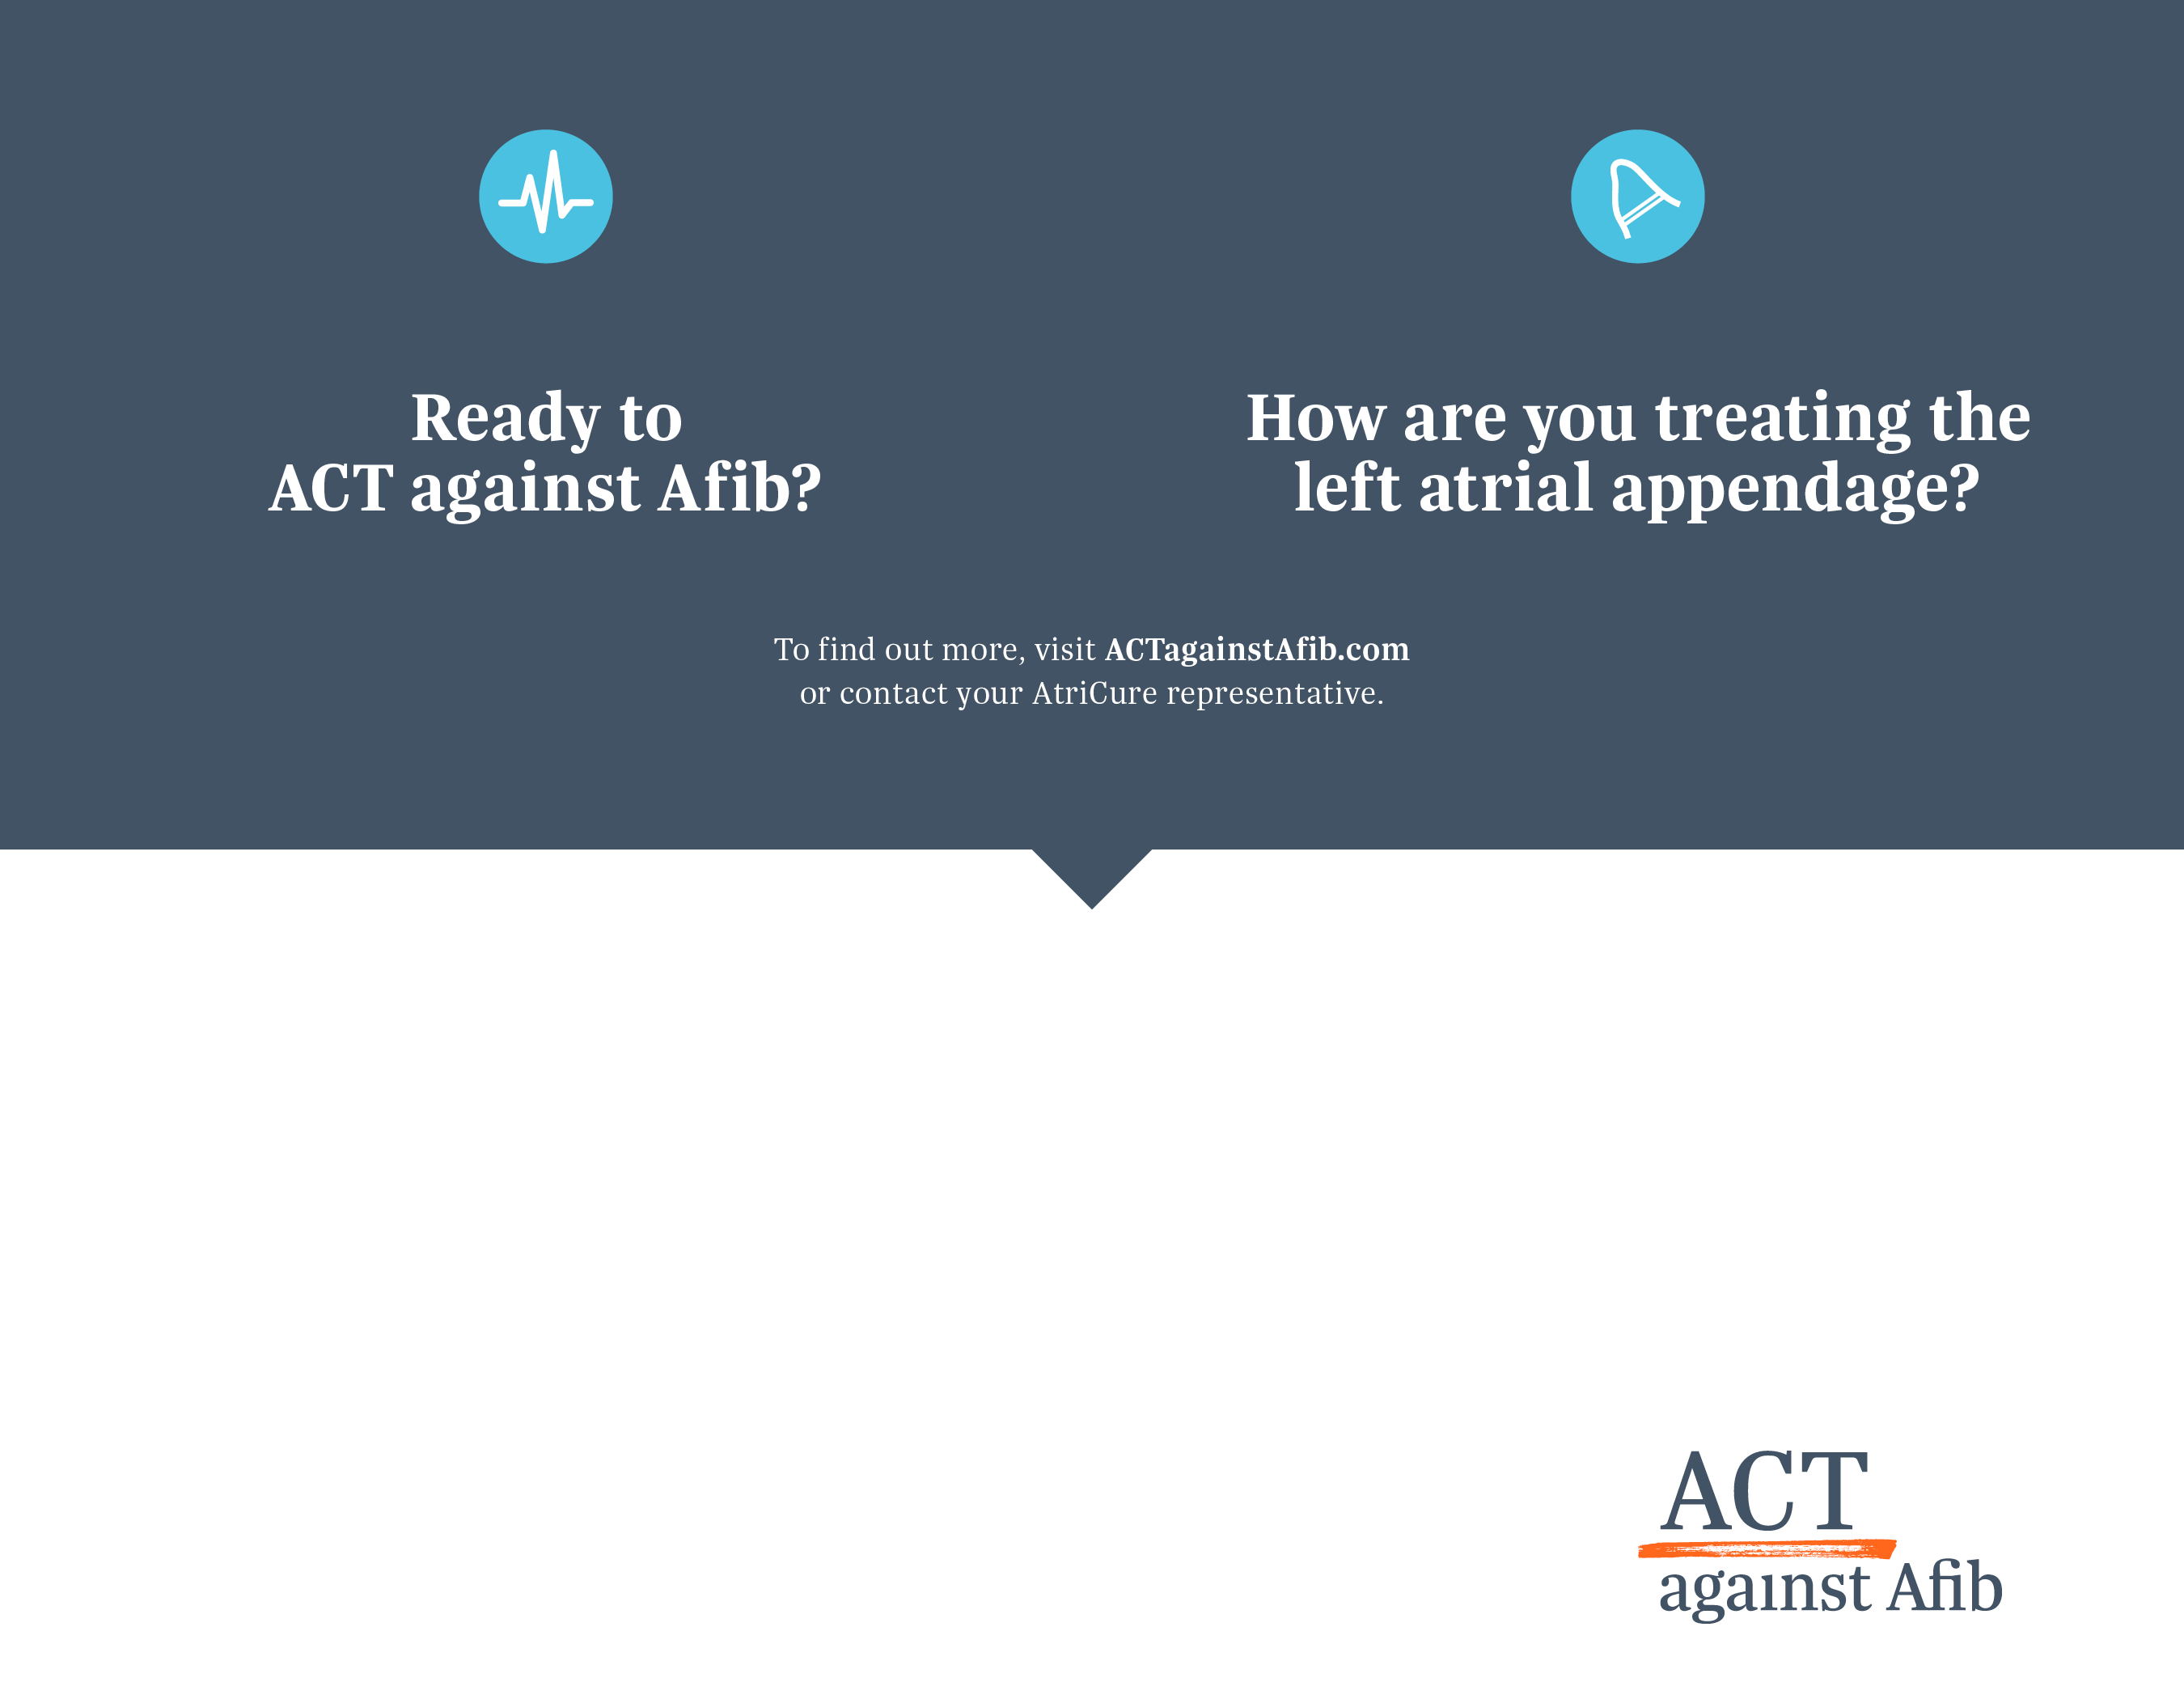 Ready to
ACT against Afib?
How are you treating the
left atrial appendage?
To find out more, visit ACTagainstAfib.com
or contact your AtriCure representative.
ACT
against Afib